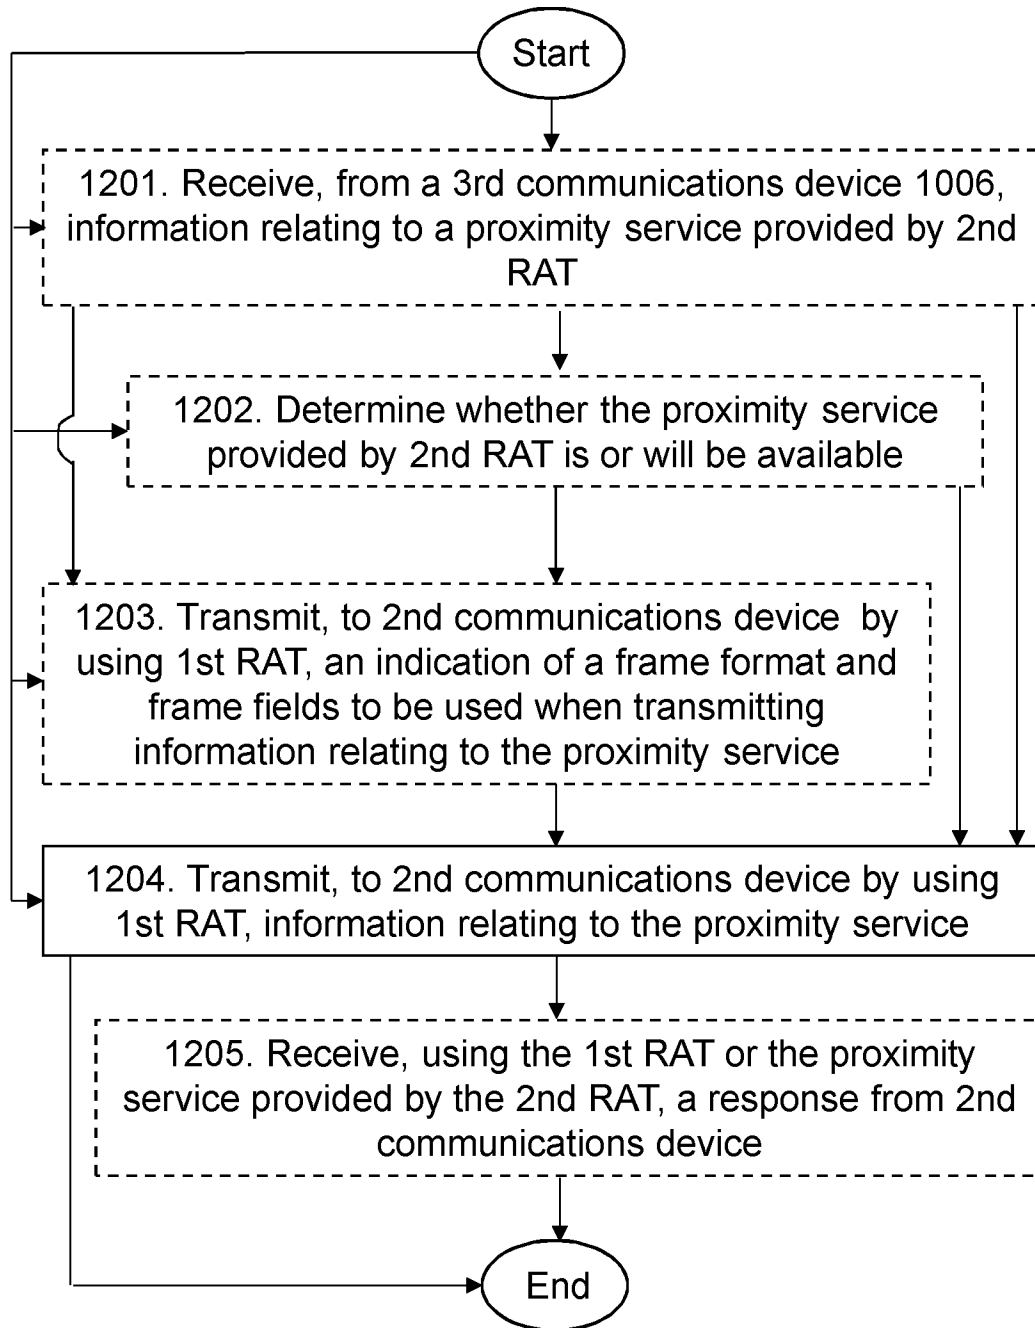 Start
1201. Receive, from a 3rd communications device 1006,
information relating to a proximity service provided by 2nd
RAT
1202. Determine whether the proximity service
provided by 2nd RAT is or will be available
1203. Transmit, to 2nd communications device by
using 1st RAT, an indication of a frame format and
frame fields to be used when transmitting
information relating to the proximity service
1204. Transmit, to 2nd communications device by using
1st RAT, information relating to the proximity service
1205. Receive, using the 1st RAT or the proximity
service provided by the 2nd RAT, a response from 2nd
communications device
End